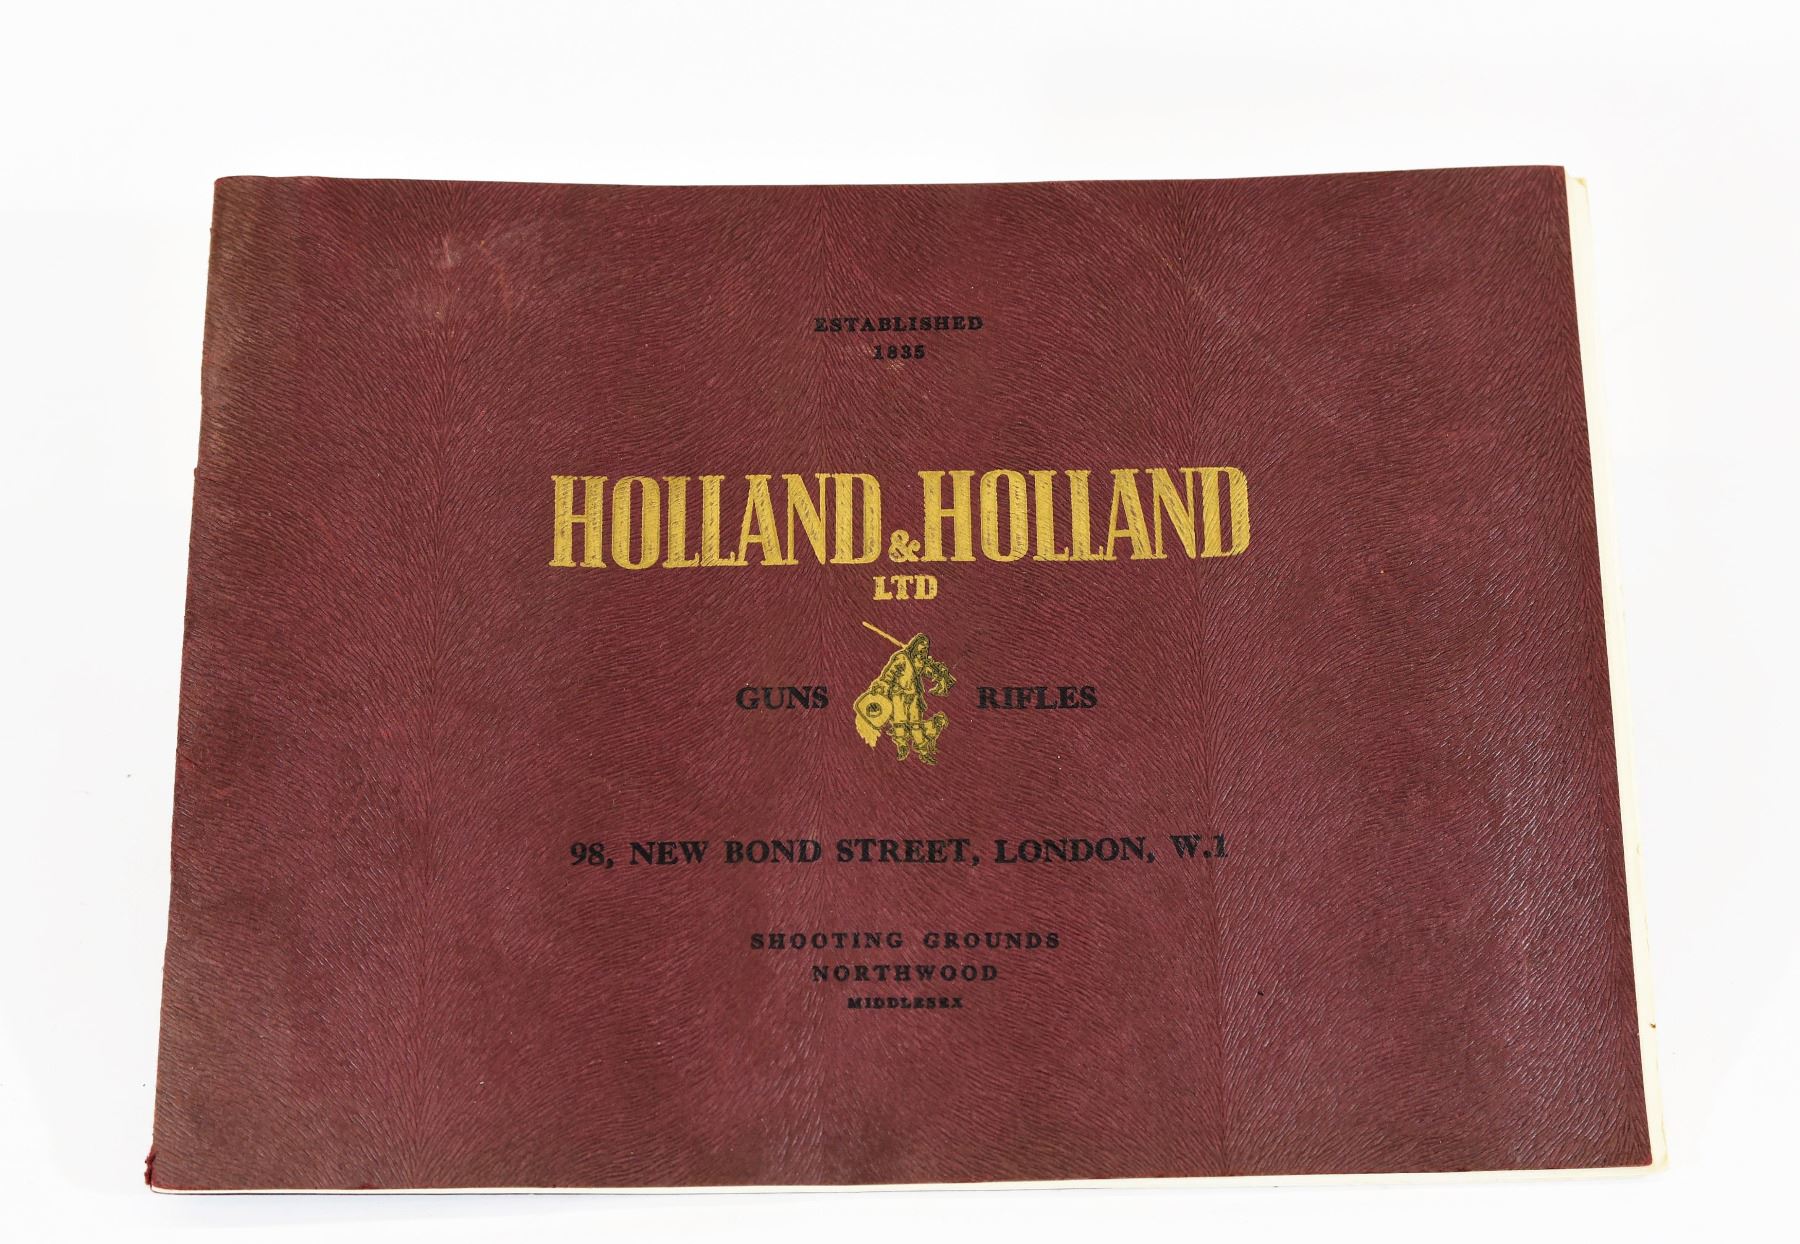 ESTABLISHED
1835
HOLLAND & HOLLAND
LTD
GUNS RIFLES
98, NEW BOND STREET, LONDON, W.1
SHOOTING GROUNDS
NORTHWOOD
MIDDLESEX